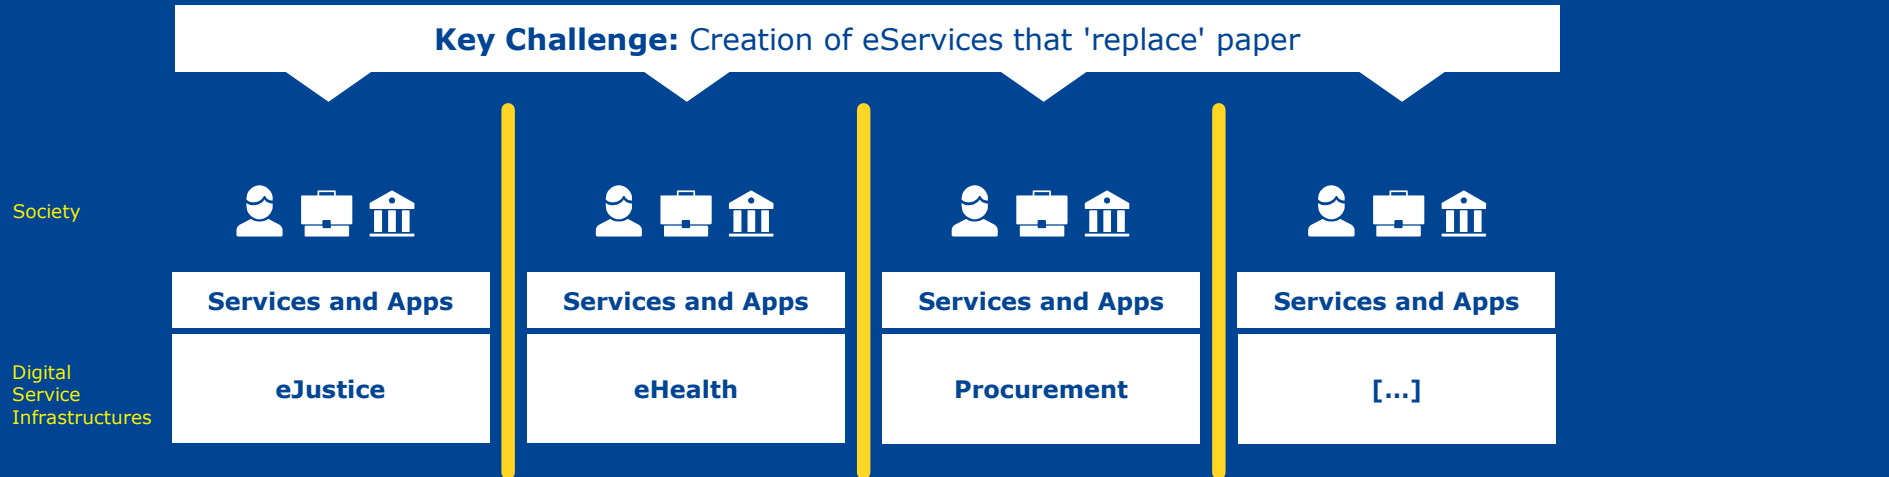 Key Challenge: Creation of eServices that 'replace' paper
Society
Services and Apps
Services and Apps
Services and Apps
Services and Apps
Digital
Service
Infrastructures
eJustice
eHealth
Procurement
[…]